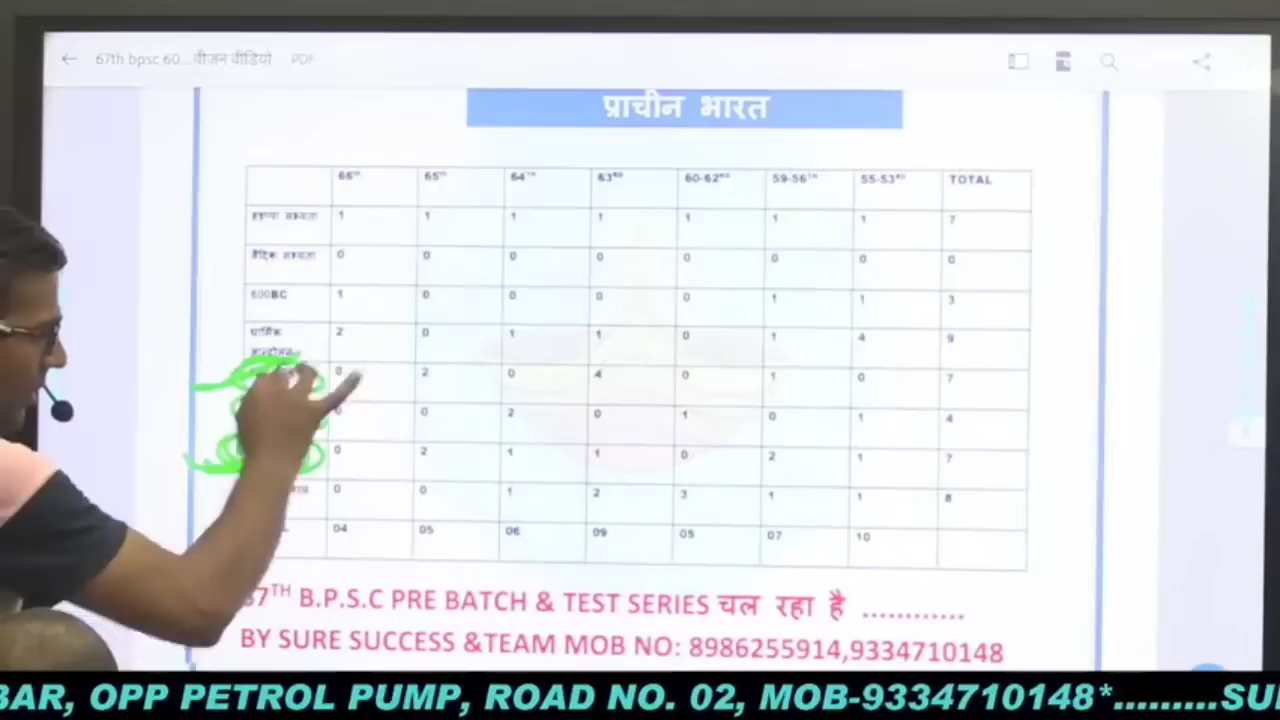 67th bpsc 60...वीजन वीडियो PDF
प्राचीन भारत
66TH 65TH 64TH 63RD 60-62ND 59-56TH 55-53RD TOTAL
हड़प्पा सभ्यता 1 1 1 1 1 1 1 7
वैदिक सभ्यता 0 0 0 0 0 0 0 0
600BC 1 0 0 0 0 1 1 3
धार्मिक आन्दोलन 2 0 1 1 0 1 4 9
0 2 0 4 0 1 0 7
0 0 2 0 1 0 1 4
0 2 1 1 0 2 1 7
0 0 1 2 3 1 1 8
04 05 06 09 05 07 10
67TH B.P.S.C PRE BATCH & TEST SERIES चल रहा है ............
BY SURE SUCCESS &TEAM MOB NO: 8986255914,9334710148
BAR, OPP PETROL PUMP, ROAD NO. 02, MOB-9334710148*.........SU